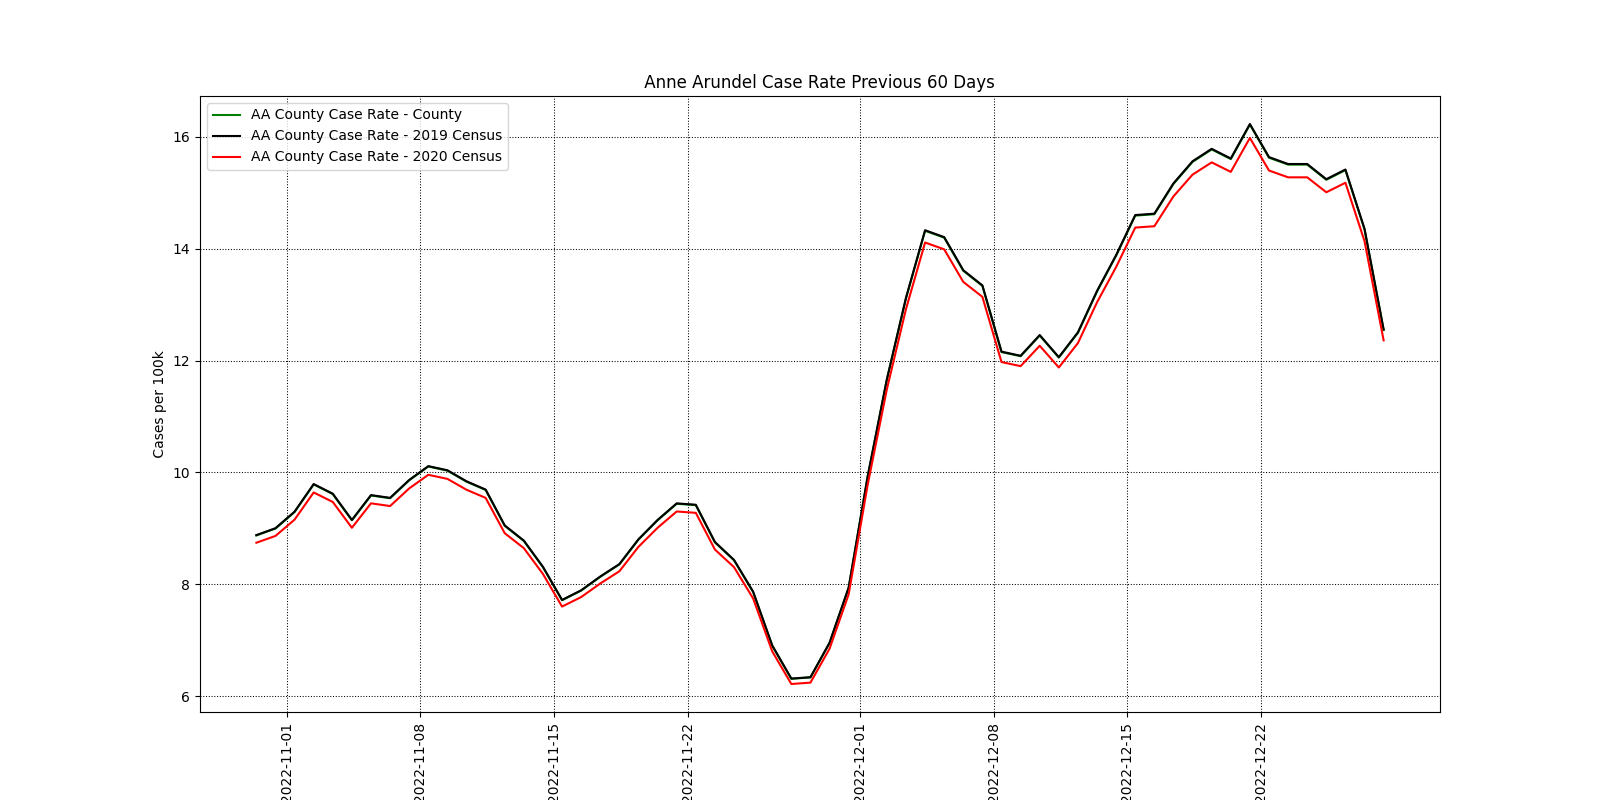 Anne Arundel Case Rate Previous 60 Days
AA County Case Rate - County
AA County Case Rate - 2019 Census
AA County Case Rate - 2020 Census
Cases per 100k
16
14
12
10
8
6
2022-11-01
2022-11-08
2022-11-15
2022-11-22
2022-12-01
2022-12-08
2022-12-15
2022-12-22